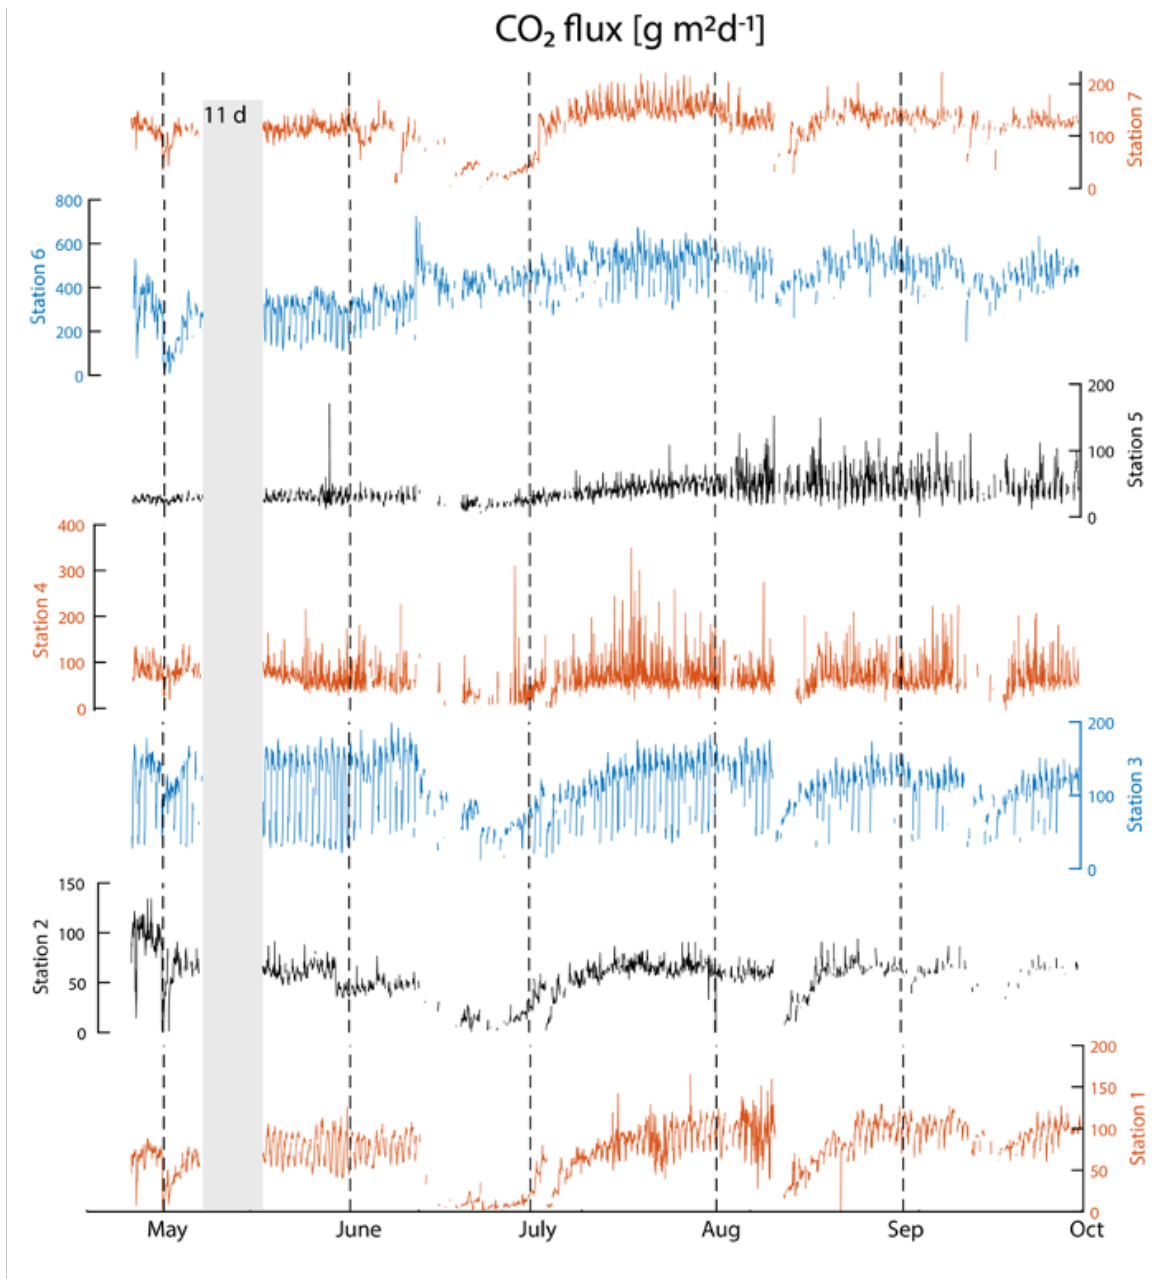 CO₂ flux [g m²d⁻¹]
11 d
200
100
0
Station 7
800
600
400
200
0
Station 6
200
100
0
Station 5
400
300
200
100
0
Station 4
200
100
0
Station 3
150
100
50
0
Station 2
200
150
100
50
0
Station 1
May June July Aug Sep Oct